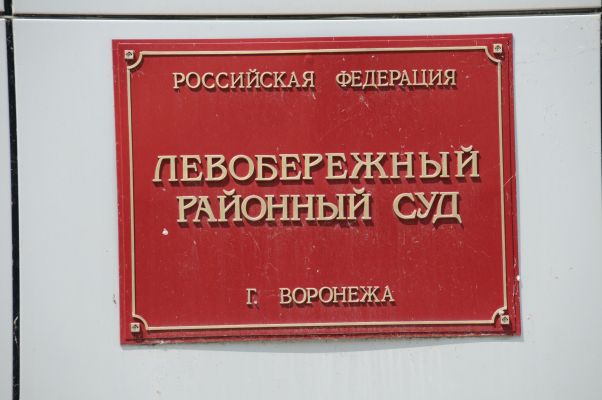 РОССИЙСКАЯ ФЕДЕРАЦИЯ
ЛЕВОБЕРЕЖНЫЙ
РАЙОННЫЙ СУД
Г. ВОРОНЕЖА